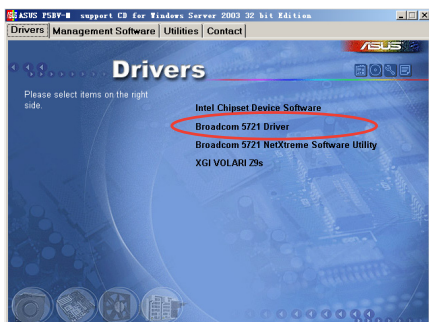 ASUS P5BV-M support CD for Windows Server 2003 32 bit Edition
Drivers Management Software Utilities Contact
ASUS
Drivers
Please select items on the right
side.
Intel Chipset Device Software
Broadcom 5721 Driver
Broadcom 5721 NetXtreme Software Utility
XGI VOLARI Z9s